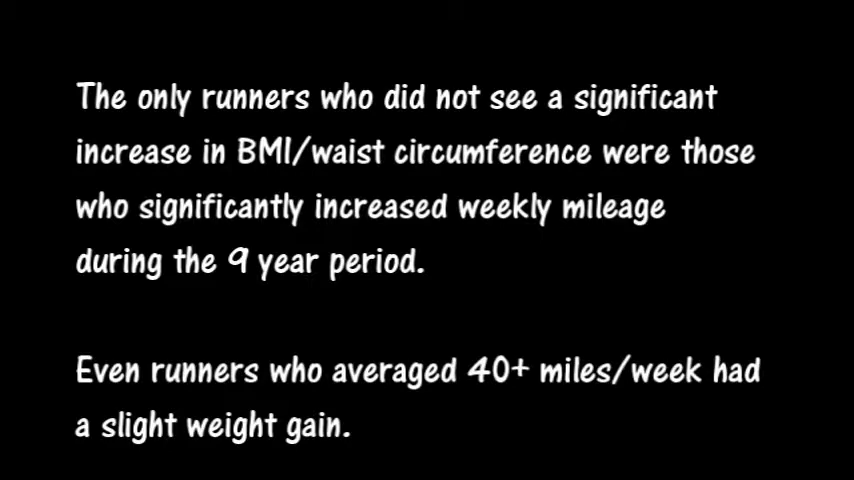 The only runners who did not see a significant
increase in BMI/waist circumference were those
who significantly increased weekly mileage
during the 9 year period.
Even runners who averaged 40+ miles/week had
a slight weight gain.